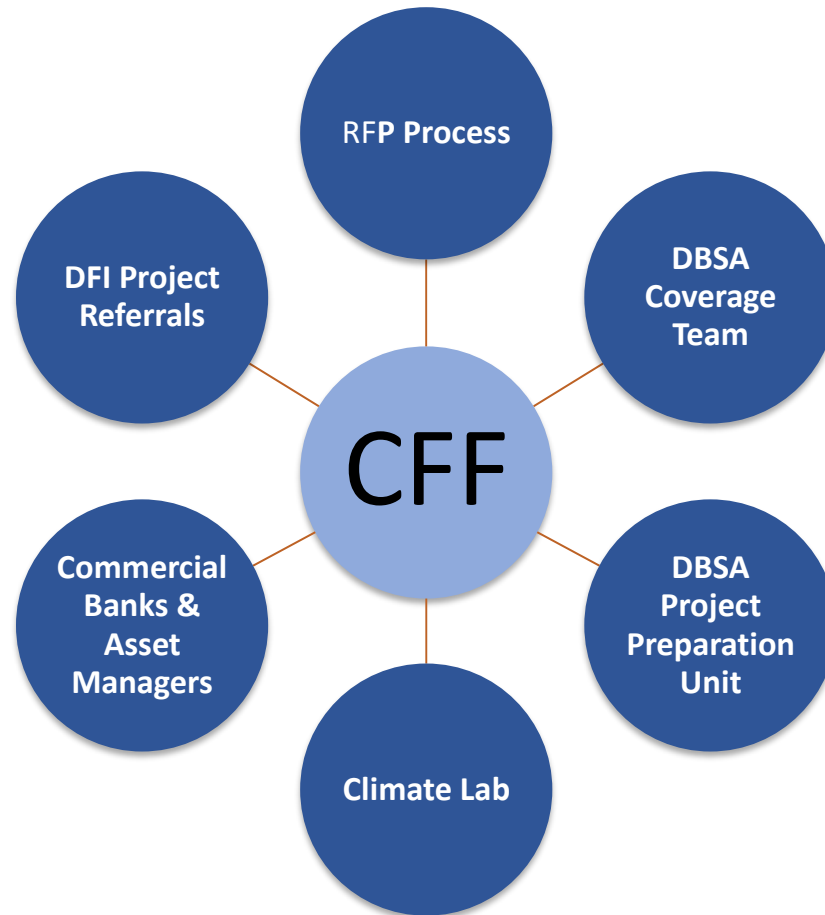 RFP Process
DFI Project
Referrals
DBSA
Coverage
Team
CFF
Commercial
Banks &
Asset
Managers
DBSA
Project
Preparation
Unit
Climate Lab